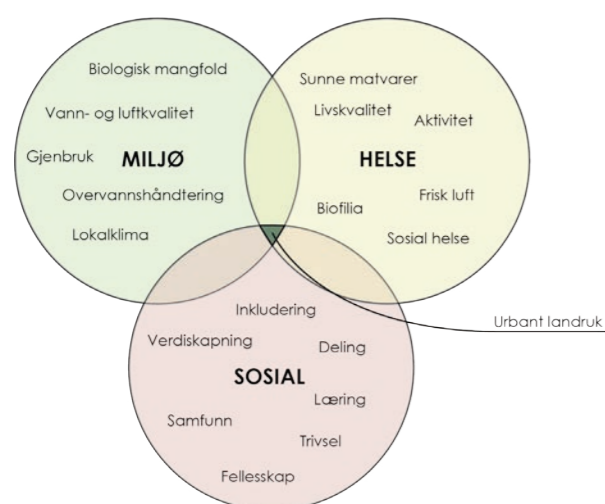 Biologisk mangfold
Vann- og luftkvalitet
Gjenbruk
MILJØ
Overvannshåndtering
Lokalklima
Sunne matvarer
Livskvalitet
Aktivitet
HELSE
Frisk luft
Biofilia
Sosial helse
Inkludering
Verdiskapning
Deling
SOSIAL
Læring
Samfunn
Trivsel
Fellesskap
Urbant landruk